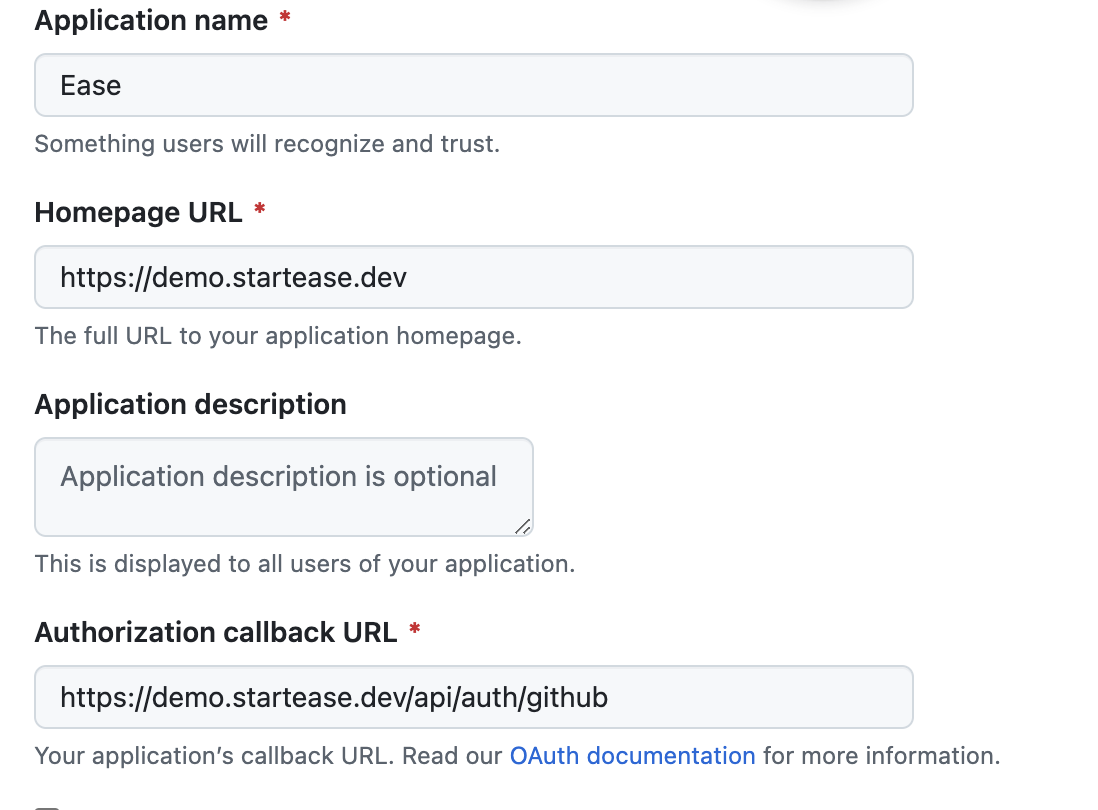 Application name *
Ease
Something users will recognize and trust.
Homepage URL *
https://demo.startease.dev
The full URL to your application homepage.
Application description
Application description is optional
This is displayed to all users of your application.
Authorization callback URL *
https://demo.startease.dev/api/auth/github
Your application’s callback URL. Read our OAuth documentation for more information.